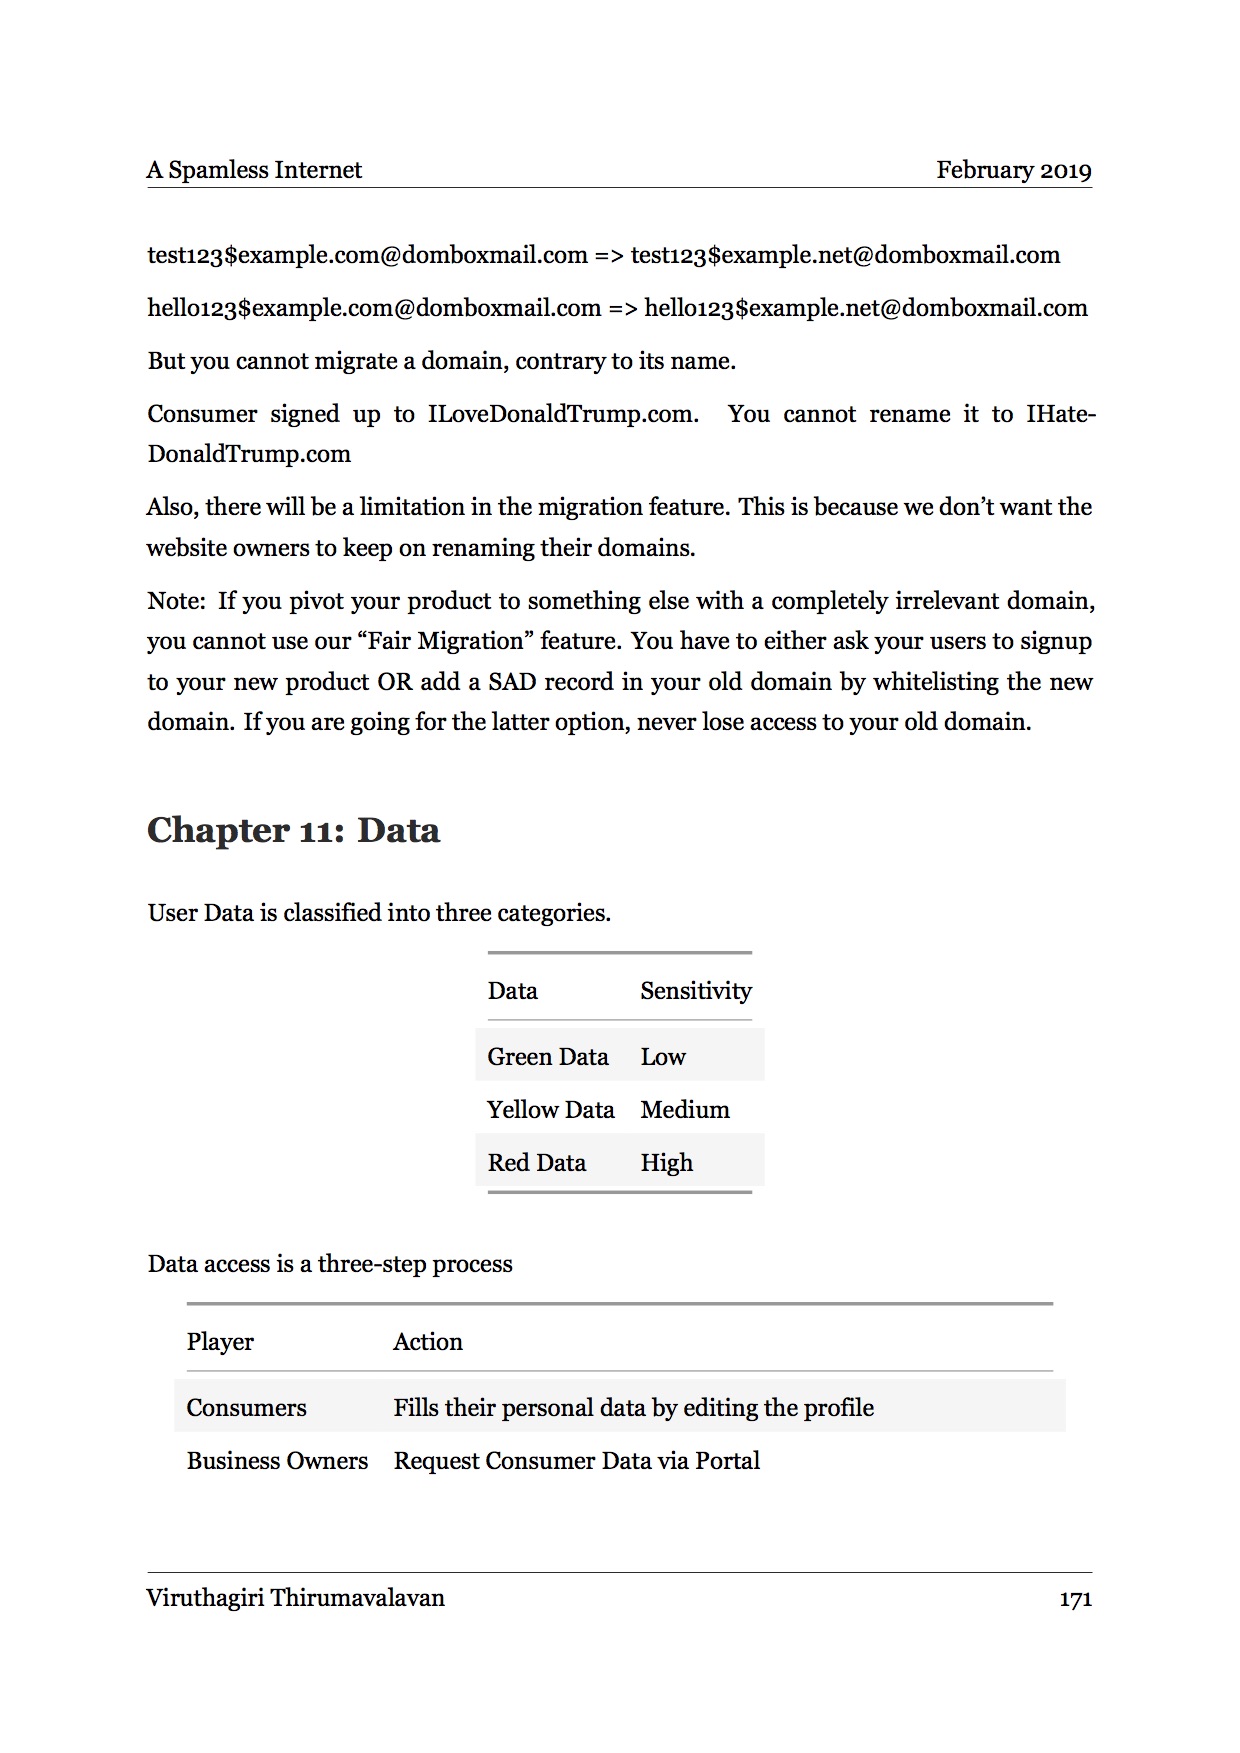 A Spamless Internet February 2019
test123$example.com@domboxmail.com => test123$example.net@domboxmail.com
hello123$example.com@domboxmail.com => hello123$example.net@domboxmail.com
But you cannot migrate a domain, contrary to its name.
Consumer signed up to ILoveDonaldTrump.com. You cannot rename it to IHate-
DonaldTrump.com
Also, there will be a limitation in the migration feature. This is because we don’t want the
website owners to keep on renaming their domains.
Note: If you pivot your product to something else with a completely irrelevant domain,
you cannot use our “Fair Migration” feature. You have to either ask your users to signup
to your new product OR add a SAD record in your old domain by whitelisting the new
domain. If you are going for the latter option, never lose access to your old domain.
Chapter 11: Data
User Data is classified into three categories.
Data Sensitivity
Green Data Low
Yellow Data Medium
Red Data High
Data access is a three-step process
Player Action
Consumers Fills their personal data by editing the profile
Business Owners Request Consumer Data via Portal
Viruthagiri Thirumavalavan 171